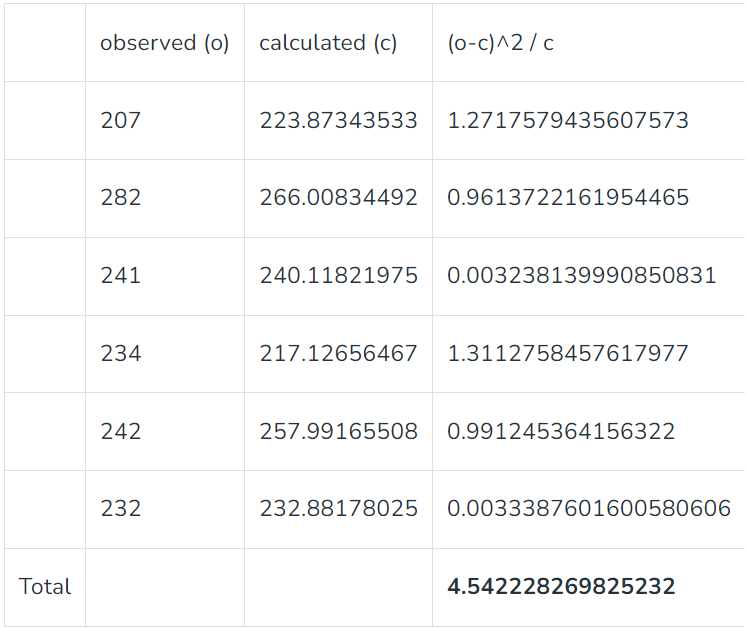 observed (o) calculated (c) (o-c)^2 / c
207 223.87343533 1.2717579435607573
282 266.00834492 0.9613722161954465
241 240.11821975 0.003238139990850831
234 217.12656467 1.3112758457617977
242 257.99165508 0.991245364156322
232 232.88178025 0.0033387601600580606
Total 4.542228269825232